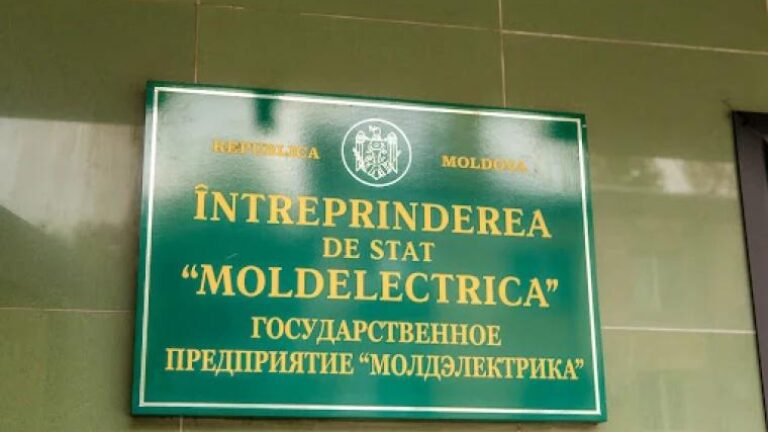 REPUBLICA MOLDOVA
ÎNTREPRINDEREA
DE STAT
“MOLDELECTRICA”
ГОСУДАРСТВЕННОЕ
ПРЕДПРИЯТИЕ “МОЛДЭЛЕКТРИКА”